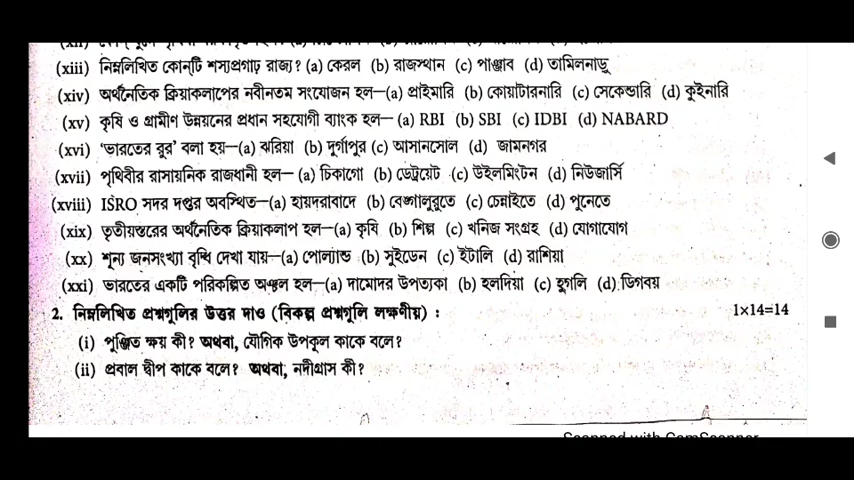 (xiii) নিম্নলিখিত কোন্‌টি শস্যপ্রগাঢ় রাজ্য? (a) কেরল (b) রাজস্থান (c) পাঞ্জাব (d) তামিলনাড়ু
(xiv) অর্থনৈতিক ক্রিয়াকলাপের নবীনতম সংযোজন হল—(a) প্রাইমারি (b) কোয়াটারনারি (c) সেকেন্ডারি (d) কুইনারি
(xv) কৃষি ও গ্রামীণ উন্নয়নের প্রধান সহযোগী ব্যাংক হল—(a) RBI (b) SBI (c) IDBI (d) NABARD
(xvi) 'ভারতের রুর' বলা হয়—(a) ঝরিয়া (b) দুর্গাপুর (c) আসানসোল (d) জামনগর
(xvii) পৃথিবীর রাসায়নিক রাজধানী হল—(a) চিকাগো (b) ডেট্রয়েট (c) উইলমিংটন (d) নিউজার্সি
(xviii) ISRO সদর দপ্তর অবস্থিত—(a) হায়দরাবাদে (b) বেঙ্গালুরুতে (c) চেন্নাইতে (d) পুনেতে
(xix) তৃতীয়স্তরের অর্থনৈতিক ক্রিয়াকলাপ হল—(a) কৃষি (b) শিল্প (c) খনিজ সংগ্রহ (d) যোগাযোগ
(xx) শূন্য জনসংখ্যা বৃদ্ধি দেখা যায়—(a) পোল্যান্ড (b) সুইডেন (c) ইটালি (d) রাশিয়া
(xxi) ভারতের একটি পরিকল্পিত অঞ্চল হল—(a) দামোদর উপত্যকা (b) হলদিয়া (c) হুগলি (d) ডিগবয়
2. নিম্নলিখিত প্রশ্নগুলির উত্তর দাও (বিকল্প প্রশ্নগুলি লক্ষণীয়) : 1×14=14
(i) পুঞ্জিত ক্ষয় কী? অথবা, যৌগিক উপকূল কাকে বলে?
(ii) প্রবাল দ্বীপ কাকে বলে? অথবা, নদীগ্রাস কী?
Scanned with CamScanner